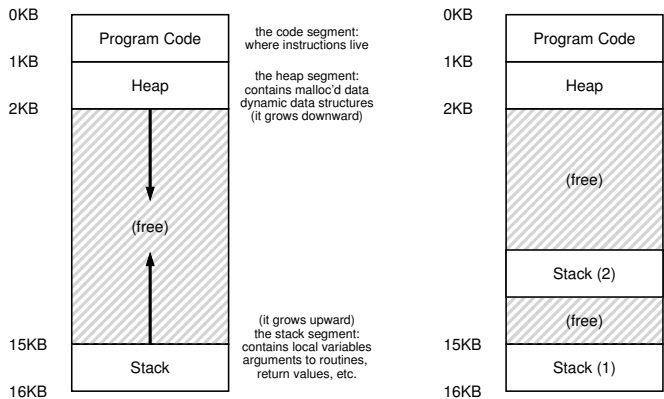 0KB
Program Code
the code segment:
where instructions live
1KB
Heap
the heap segment:
contains malloc'd data
dynamic data structures
(it grows downward)
2KB
(free)
(it grows upward)
the stack segment:
contains local variables
arguments to routines,
return values, etc.
15KB
Stack
16KB
0KB
Program Code
1KB
Heap
2KB
(free)
Stack (2)
(free)
15KB
Stack (1)
16KB